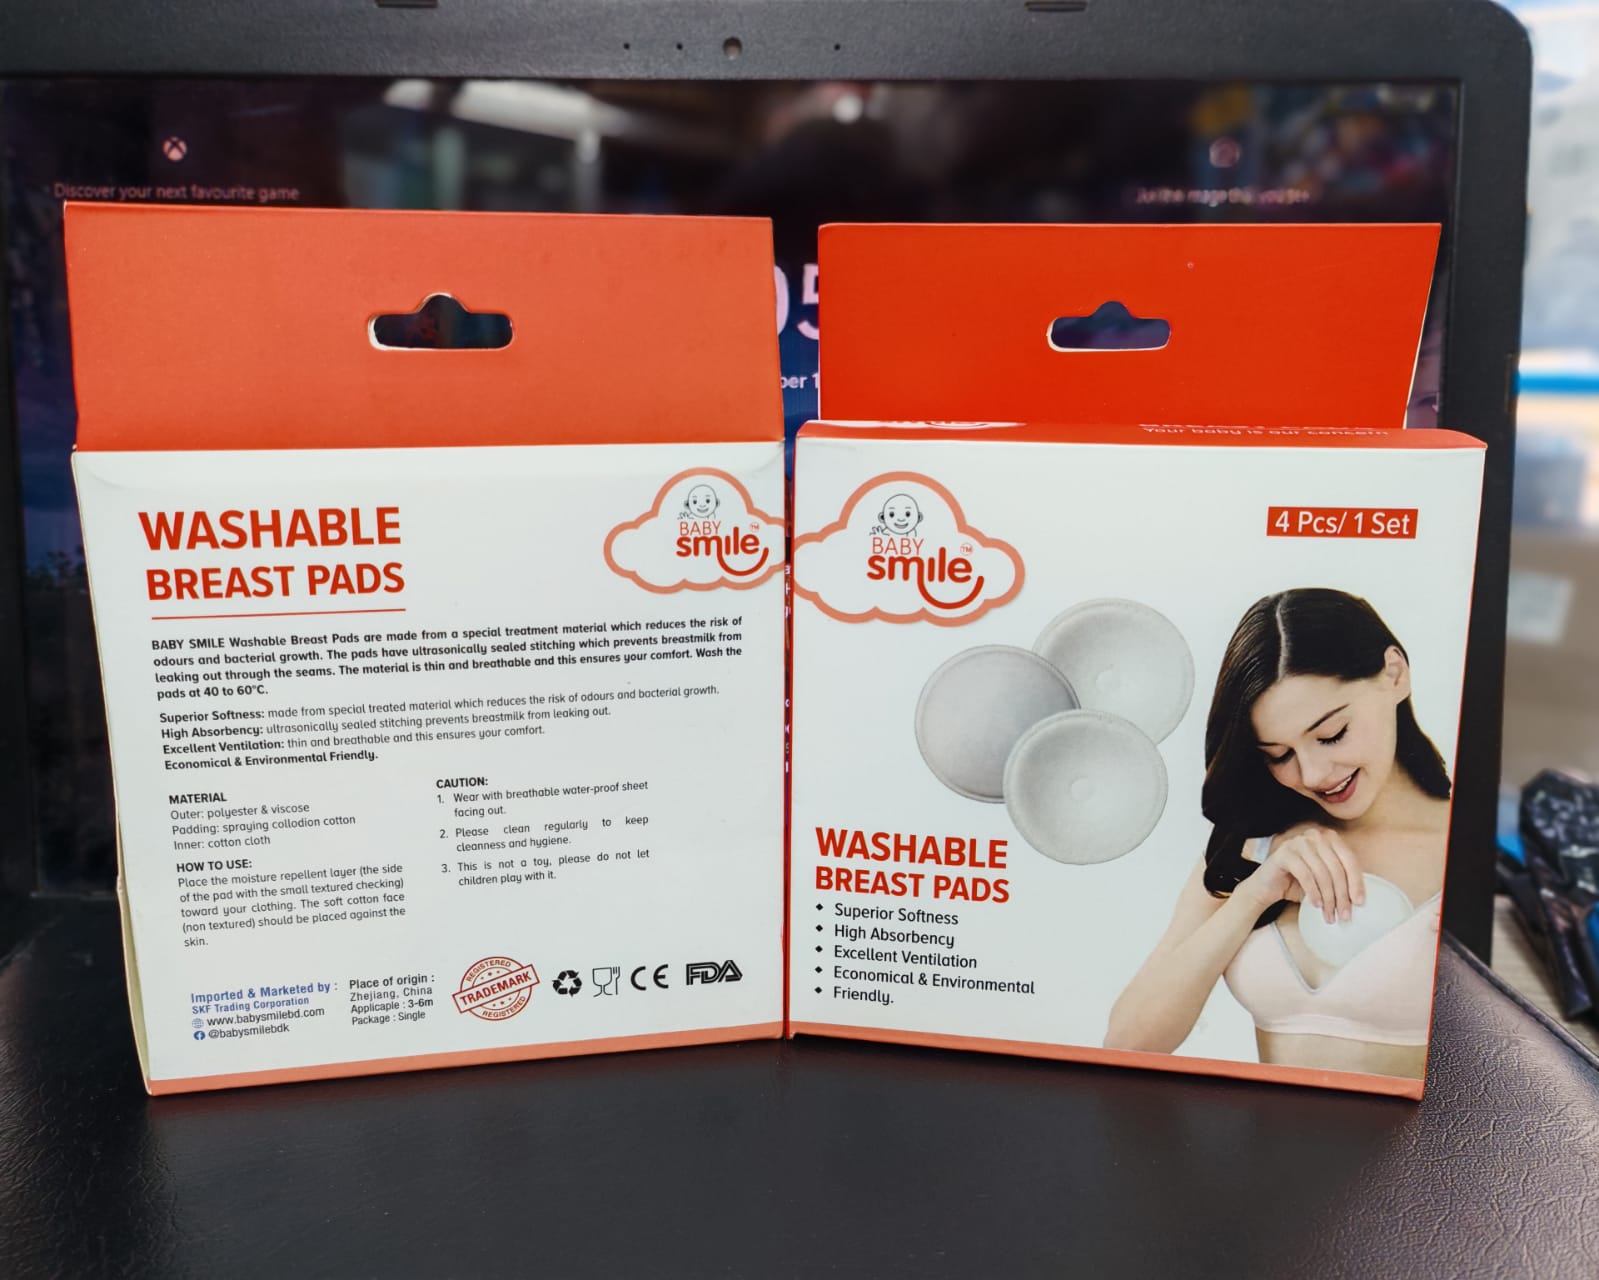 Discover your next favourite game
WASHABLE
BREAST PADS
BABY
smile
TM
BABY SMILE Washable Breast Pads are made from a special treatment material which reduces the risk of
odours and bacterial growth. The pads have ultrasonically sealed stitching which prevents breastmilk from
leaking out through the seams. The material is thin and breathable and this ensures your comfort. Wash the
pads at 40 to 60°C.
Superior Softness: made from special treated material which reduces the risk of odours and bacterial growth.
High Absorbency: ultrasonically sealed stitching prevents breastmilk from leaking out.
Excellent Ventilation: thin and breathable and this ensures your comfort.
Economical & Environmental Friendly.
MATERIAL
Outer: polyester & viscose
Padding: spraying collodion cotton
Inner: cotton cloth
HOW TO USE:
Place the moisture repellent layer (the side
of the pad with the small textured checking)
toward your clothing. The soft cotton face
(non textured) should be placed against the
skin.
CAUTION:
1. Wear with breathable water-proof sheet
facing out.
2. Please clean regularly to keep
cleanness and hygiene.
3. This is not a toy, please do not let
children play with it.
Imported & Marketed by :
SKF Trading Corporation
www.babysmilebd.com
@babysmilebdk
Place of origin :
Zhejiang, China
Applicaple : 3-6m
Package : Single
REGISTERED
TRADEMARK
REGISTERED
CE
FDA
Your baby is our concern
BABY
smile
TM
4 Pcs/ 1 Set
WASHABLE
BREAST PADS
Superior Softness
High Absorbency
Excellent Ventilation
Economical & Environmental
Friendly.